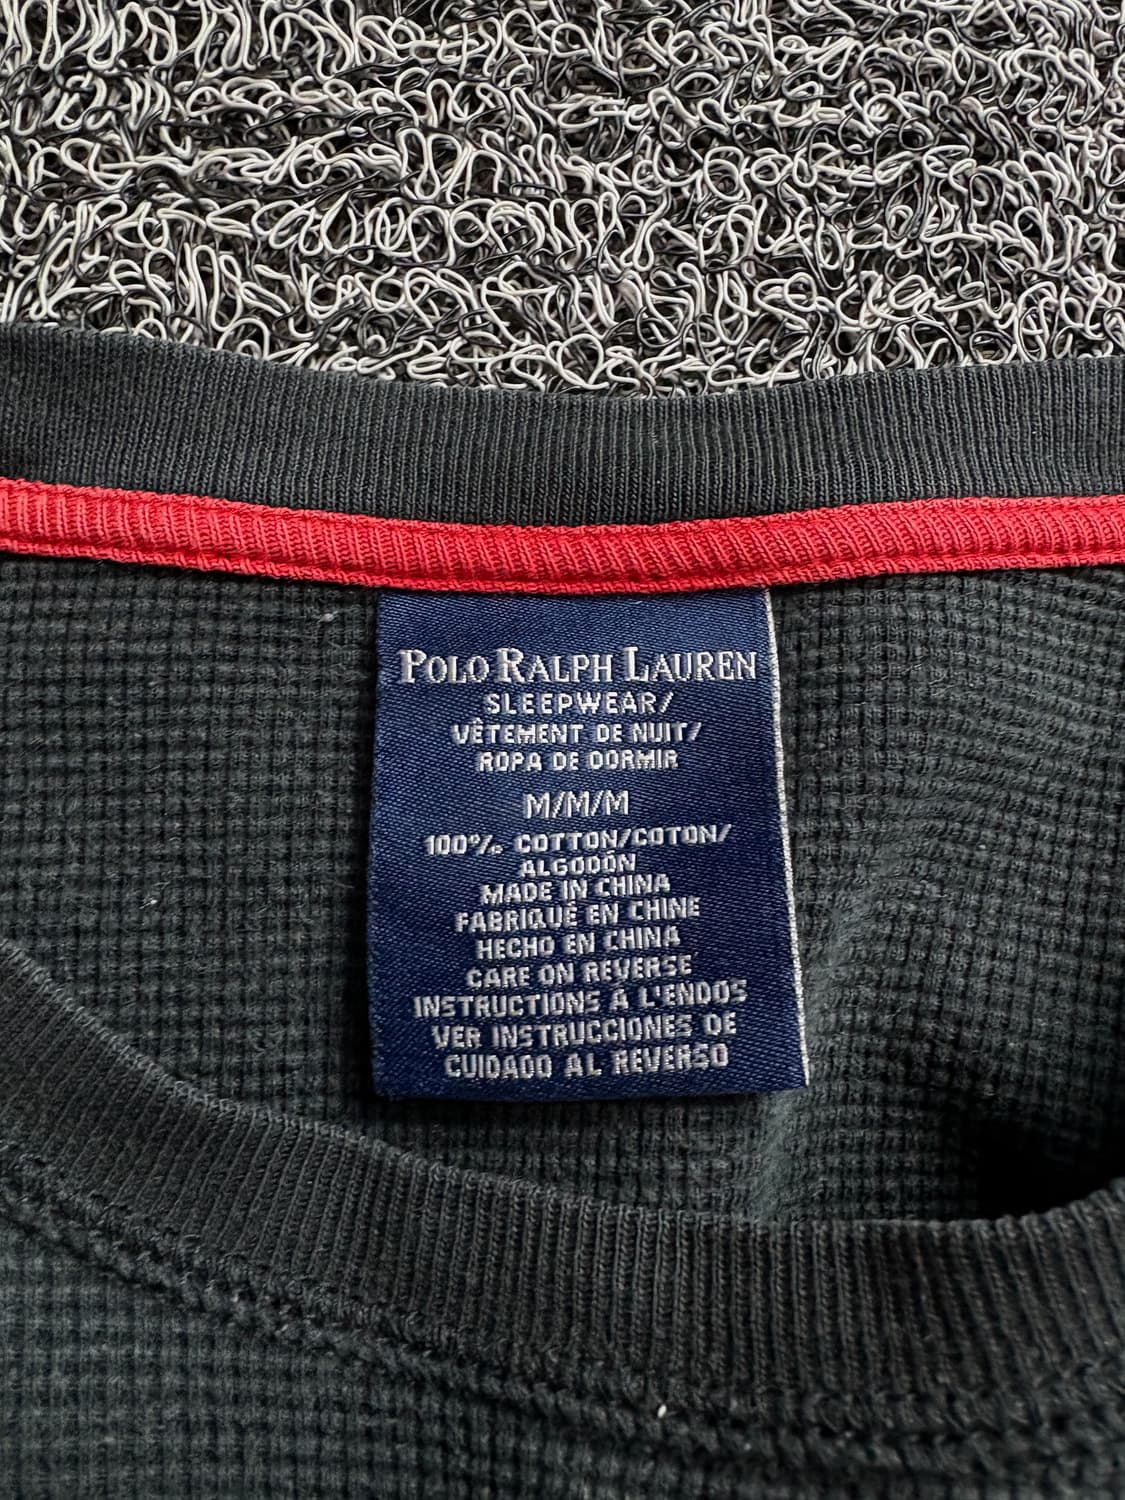 POLO RALPH LAUREN
SLEEPWEAR/
VÊTEMENT DE NUIT/
ROPA DE DORMIR
M/M/M
100% COTTON/COTON/
ALGODÓN
MADE IN CHINA
FABRIQUÉ EN CHINE
HECHO EN CHINA
CARE ON REVERSE
INSTRUCTIONS À L'ENDOS
VER INSTRUCCIONES DE
CUIDADO AL REVERSO